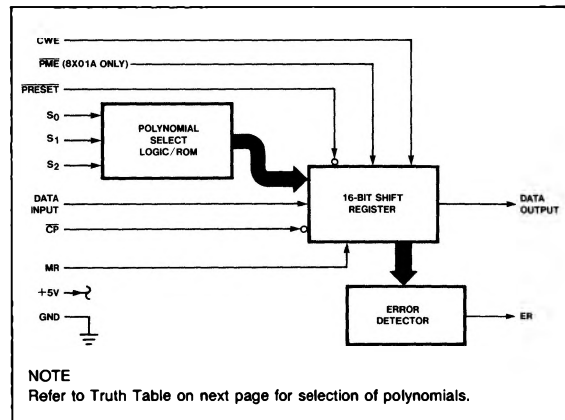 CWE
PME (8X01A ONLY)
PRESET
S0
S1
S2
POLYNOMIAL
SELECT
LOGIC/ROM
DATA
INPUT
CP
MR
+5V
GND
16-BIT SHIFT
REGISTER
DATA
OUTPUT
ERROR
DETECTOR
ER
NOTE
Refer to Truth Table on next page for selection of polynomials.